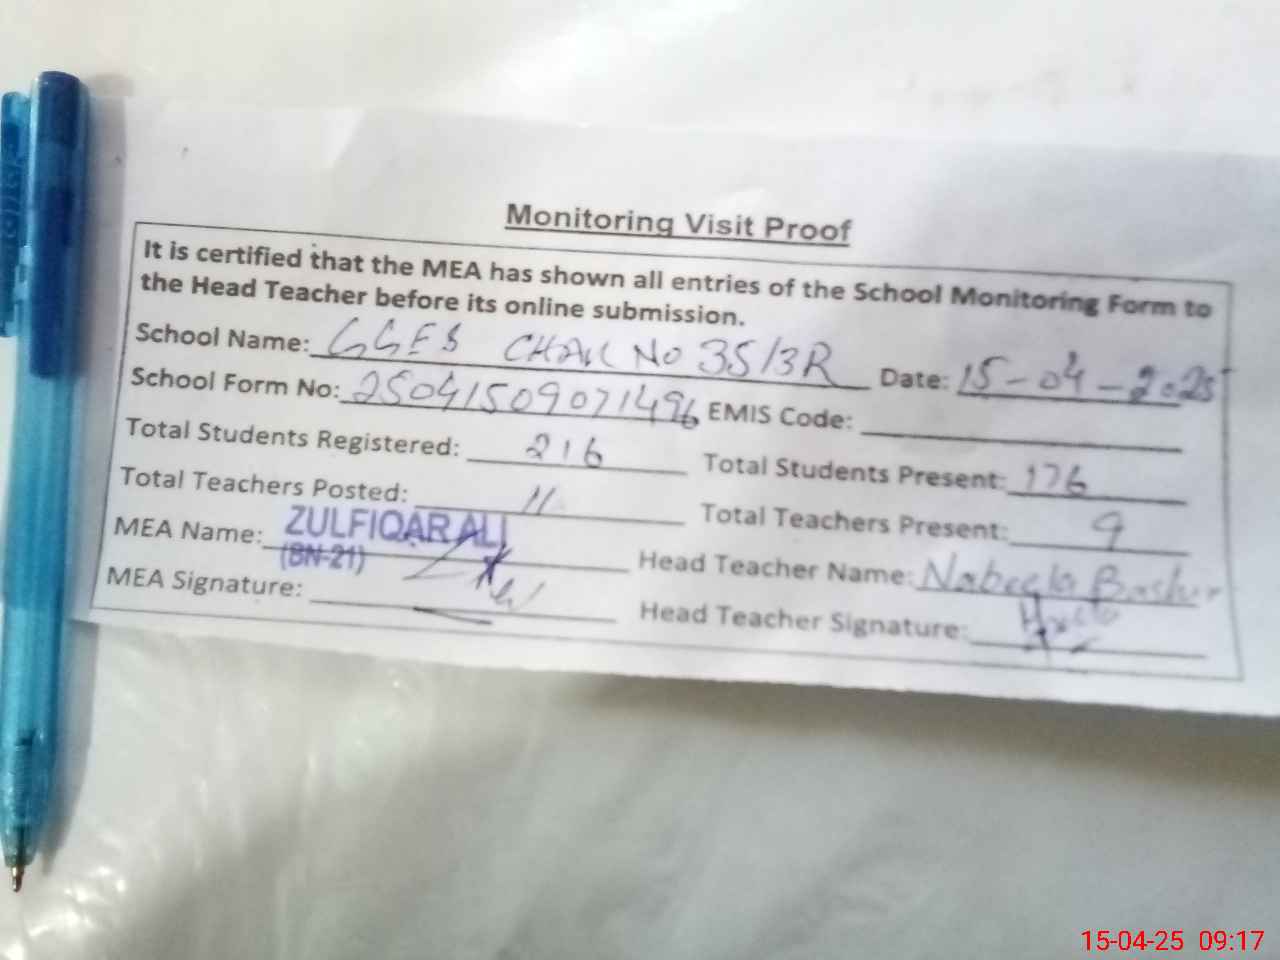 Monitoring Visit Proof
It is certified that the MEA has shown all entries of the School Monitoring Form to
the Head Teacher before its online submission.
School Name: GGES CHAK NO 35/3R Date: 15-04-2025
School Form No: 25041509071496 EMIS Code:
Total Students Registered: 216 Total Students Present: 176
Total Teachers Posted: 11 Total Teachers Present: 9
MEA Name: ZULFIQAR ALI
(BN-21)
Head Teacher Name: Nabeela Bashir
MEA Signature: Head Teacher Signature:
15-04-25 09:17